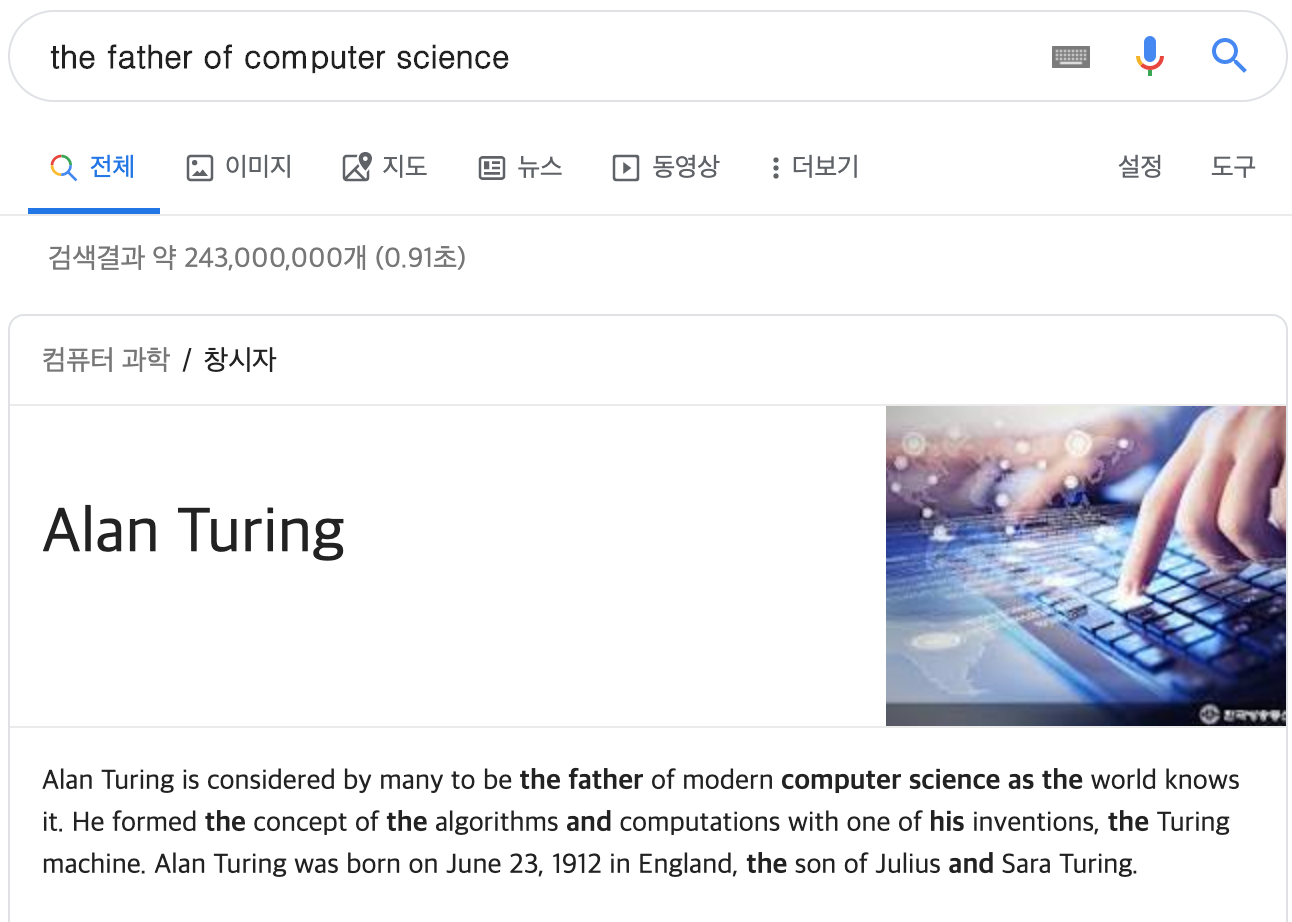 the father of computer science
전체 이미지 지도 뉴스 동영상 더보기 설정 도구
검색결과 약 243,000,000개 (0.91초)
컴퓨터 과학 / 창시자
Alan Turing
Alan Turing is considered by many to be the father of modern computer science as the world knows
it. He formed the concept of the algorithms and computations with one of his inventions, the Turing
machine. Alan Turing was born on June 23, 1912 in England, the son of Julius and Sara Turing.